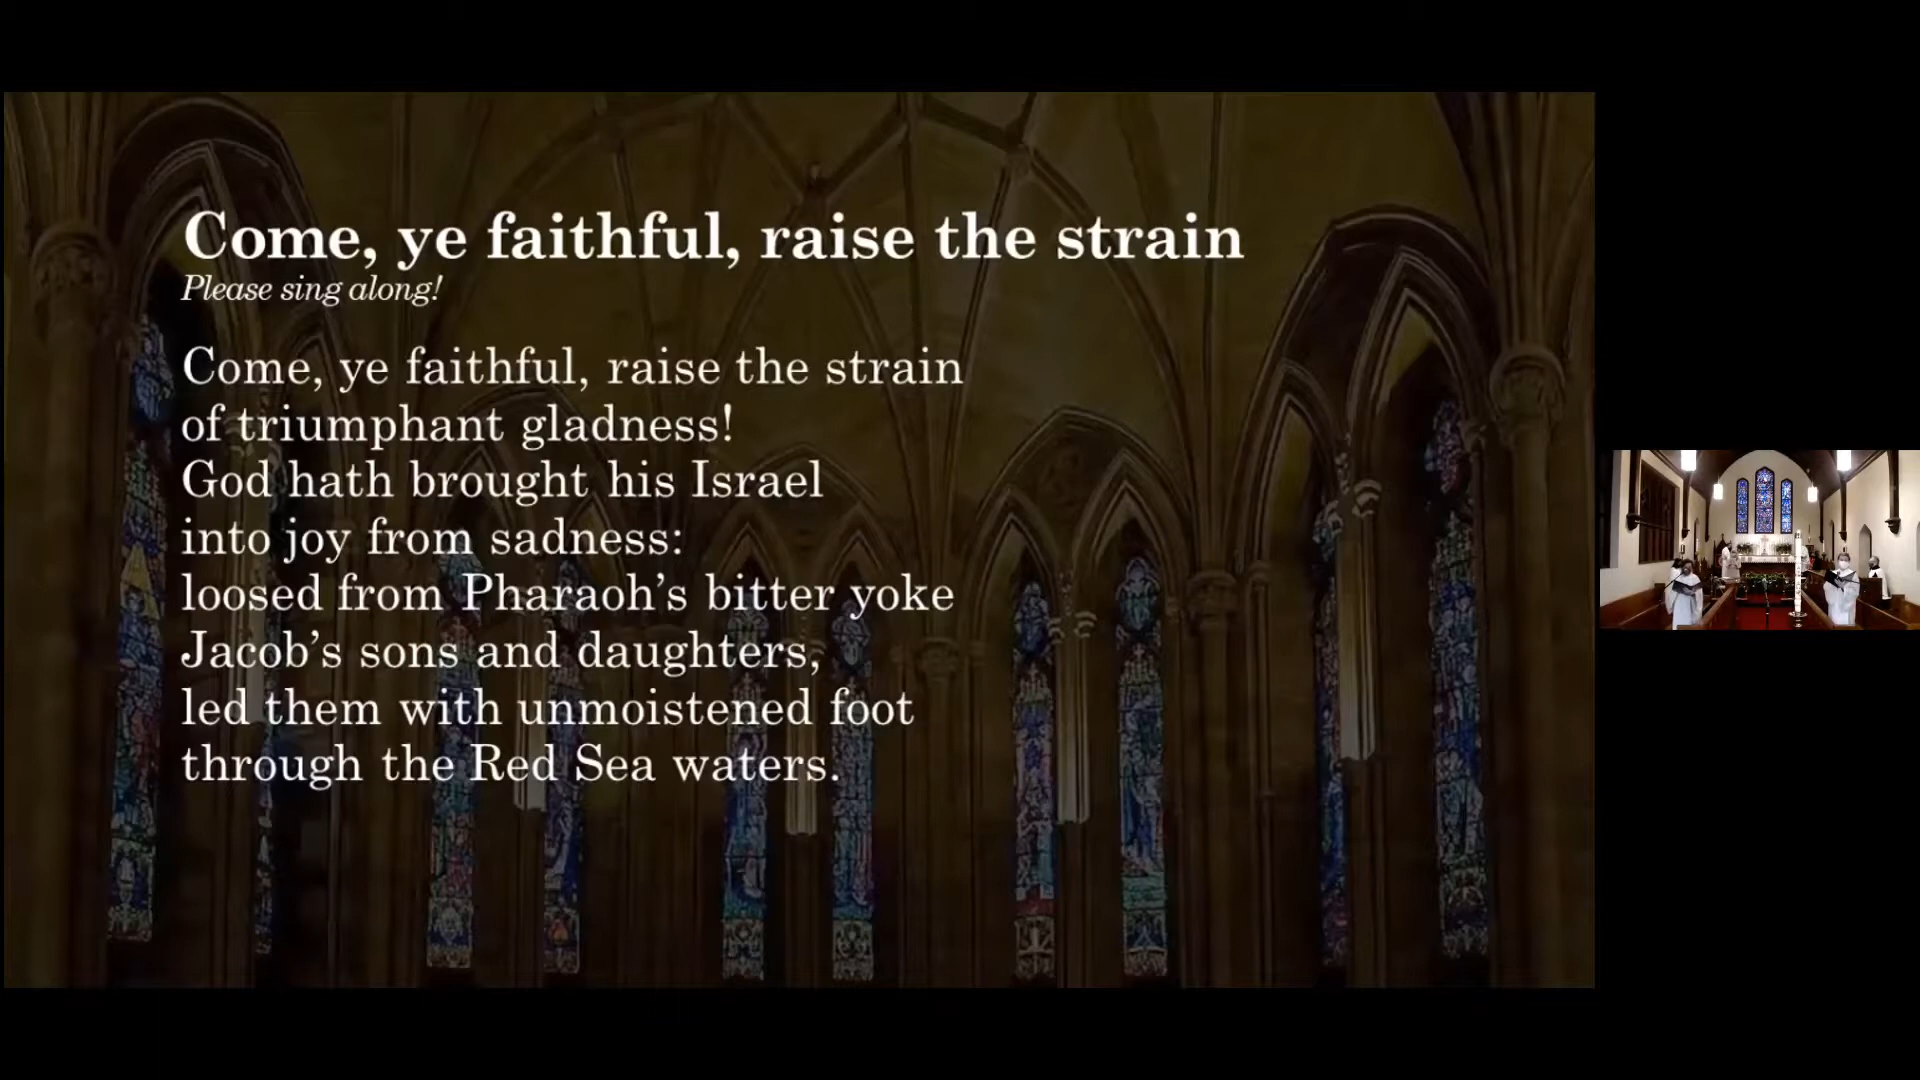 Come, ye faithful, raise the strain
Please sing along!
Come, ye faithful, raise the strain
of triumphant gladness!
God hath brought his Israel
into joy from sadness:
loosed from Pharaoh’s bitter yoke
Jacob’s sons and daughters,
led them with unmoistened foot
through the Red Sea waters.